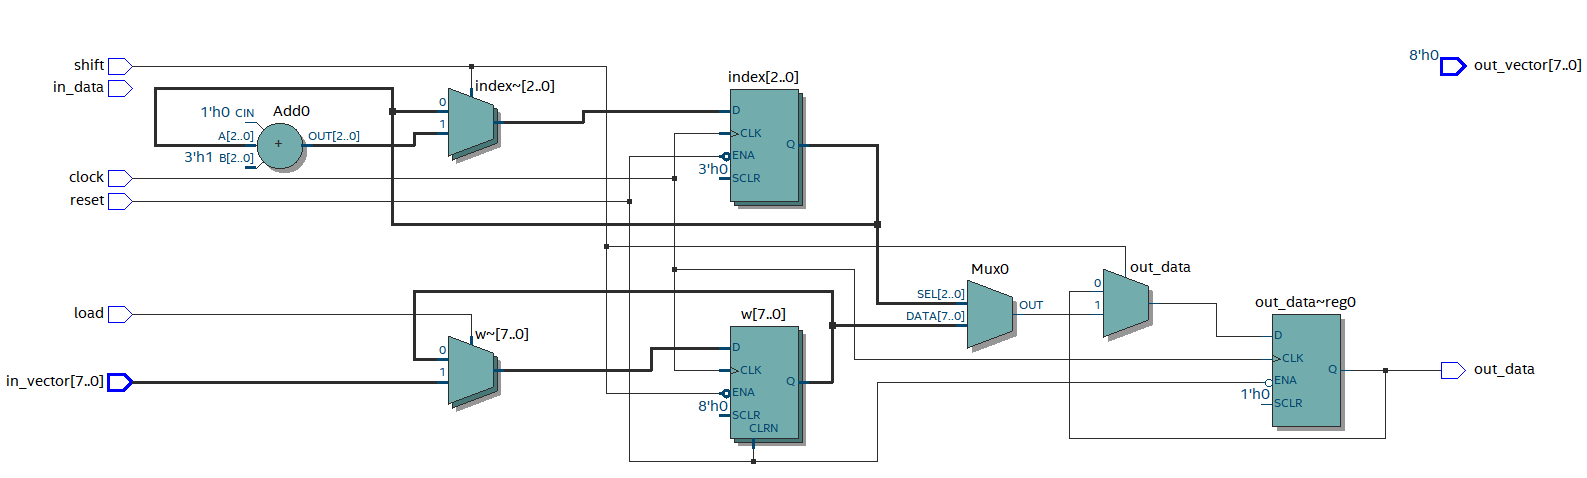 shift
in_data
clock
reset
load
in_vector[7..0]
1'h0 CIN
Add0
A[2..0]
OUT[2..0]
3'h1 B[2..0]
+
index~[2..0]
0
1
index[2..0]
D
CLK
ENA
3'h0
SCLR
Q
w~[7..0]
0
1
w[7..0]
D
CLK
ENA
8'h0
SCLR
CLRN
Q
Mux0
SEL[2..0]
DATA[7..0]
OUT
out_data
0
1
out_data~reg0
D
CLK
ENA
1'h0
SCLR
Q
8'h0
out_vector[7..0]
out_data